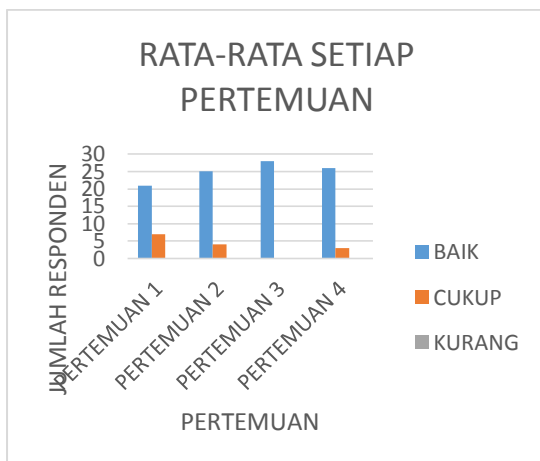 RATA-RATA SETIAP
PERTEMUAN
JUMLAH RESPONDEN
30
25
20
15
10
5
0
PERTEMUAN 1
PERTEMUAN 2
PERTEMUAN 3
PERTEMUAN 4
PERTEMUAN
BAIK
CUKUP
KURANG